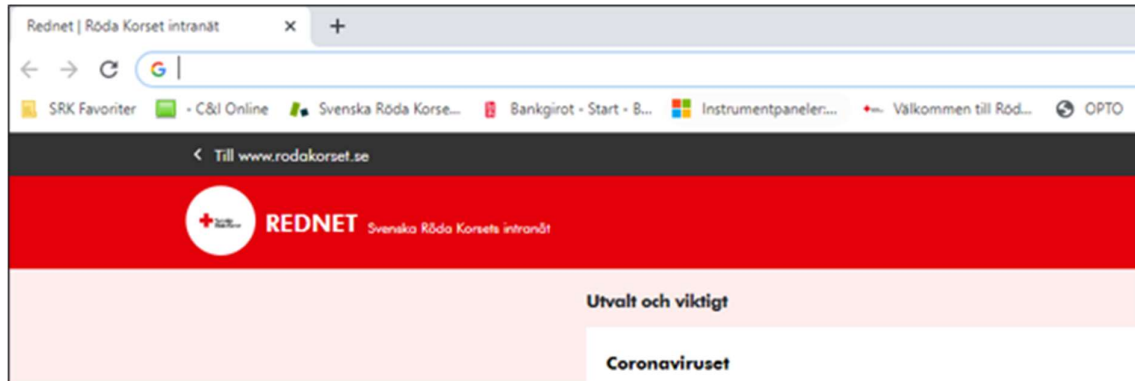 Rednet | Röda Korset intranät
SRK Favoriter - C&I Online Svenska Röda Korse... Bankgirot - Start - B... Instrumentpaneler:... Välkommen till Röd... OPTO
Till www.rodakorset.se
REDNET Svenska Röda Korsets intranät
Utvalt och viktigt
Coronaviruset